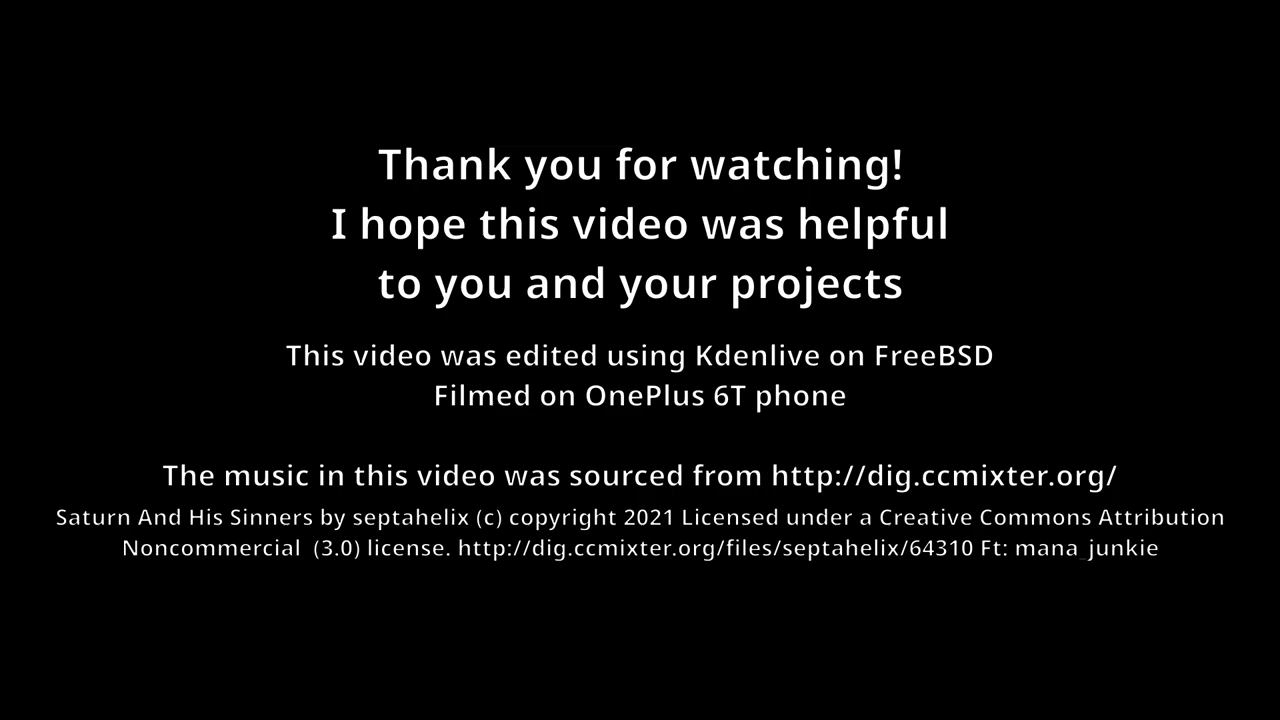 Thank you for watching!
I hope this video was helpful
to you and your projects
This video was edited using Kdenlive on FreeBSD
Filmed on OnePlus 6T phone
The music in this video was sourced from http://dig.ccmixter.org/
Saturn And His Sinners by septahelix (c) copyright 2021 Licensed under a Creative Commons Attribution
Noncommercial  (3.0) license. http://dig.ccmixter.org/files/septahelix/64310 Ft: mana_junkie